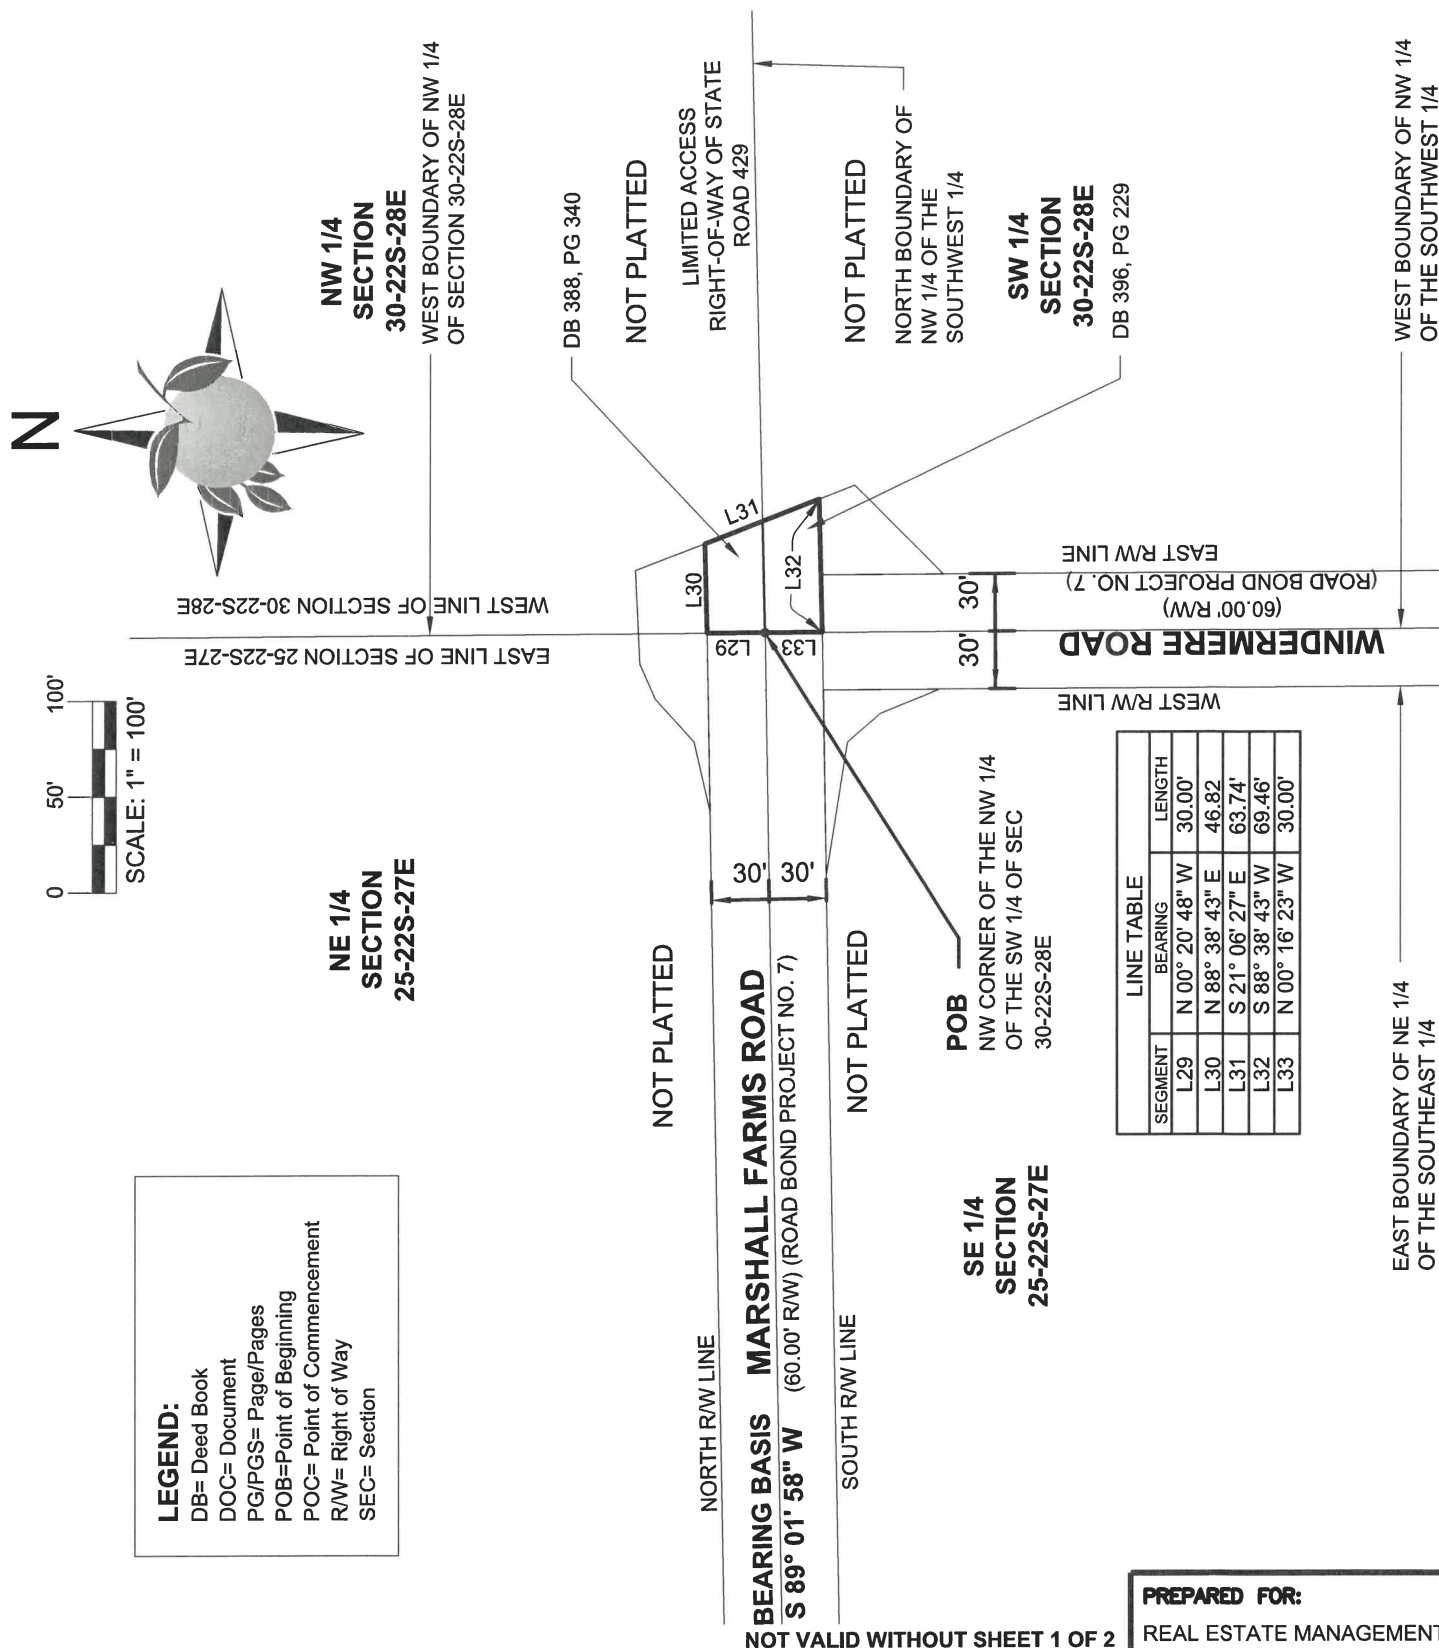 N
0 50' 100'
SCALE: 1" = 100'
LEGEND:
DB= Deed Book
DOC= Document
PG/PGS= Page/Pages
POB=Point of Beginning
POC= Point of Commencement
R/W= Right of Way
SEC= Section
NE 1/4
SECTION
25-22S-27E
NW 1/4
SECTION
30-22S-28E
WEST BOUNDARY OF NW 1/4
OF SECTION 30-22S-28E
WEST LINE OF SECTION 30-22S-28E
EAST LINE OF SECTION 25-22S-27E
DB 388, PG 340
NOT PLATTED
LIMITED ACCESS
RIGHT-OF-WAY OF STATE
ROAD 429
NOT PLATTED
NORTH BOUNDARY OF
NW 1/4 OF THE
SOUTHWEST 1/4
SW 1/4
SECTION
30-22S-28E
DB 396, PG 229
L29
L30
L31
L32
L33
NOT PLATTED
NORTH R/W LINE
BEARING BASIS
S 89° 01' 58" W
MARSHALL FARMS ROAD
(60.00' R/W) (ROAD BOND PROJECT NO. 7)
30'
30'
SOUTH R/W LINE
NOT PLATTED
POB
NW CORNER OF THE NW 1/4
OF THE SW 1/4 OF SEC
30-22S-28E
SE 1/4
SECTION
25-22S-27E
30'
30'
EAST R/W LINE
(ROAD BOND PROJECT NO. 7)
(60.00' R/W)
WINDERMERE ROAD
WEST R/W LINE
LINE TABLE
SEGMENT BEARING LENGTH
L29 N 00° 20' 48" W 30.00'
L30 N 88° 38' 43" E 46.82
L31 S 21° 06' 27" E 63.74'
L32 S 88° 38' 43" W 69.46'
L33 N 00° 16' 23" W 30.00'
WEST BOUNDARY OF NW 1/4
OF THE SOUTHWEST 1/4
EAST BOUNDARY OF NE 1/4
OF THE SOUTHEAST 1/4
NOT VALID WITHOUT SHEET 1 OF 2
PREPARED FOR:
REAL ESTATE MANAGEMENT